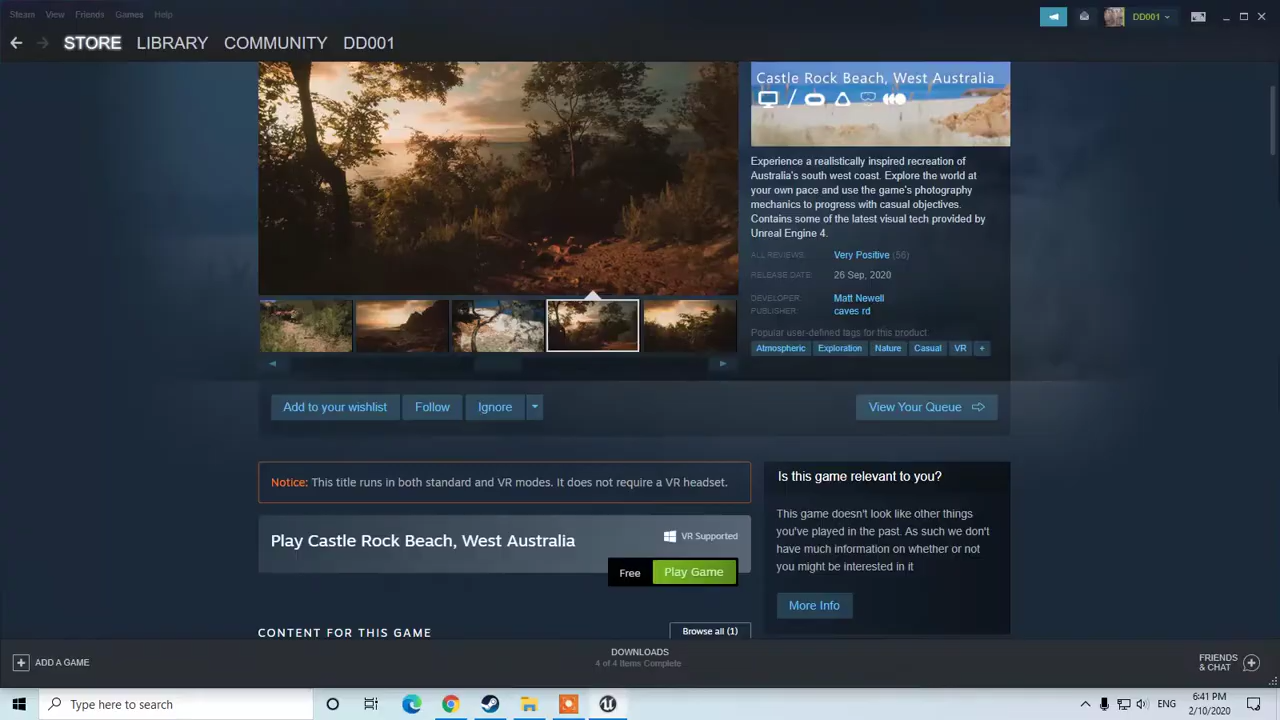 Steam View Friends Games Help
DD001
STORE LIBRARY COMMUNITY DD001
Castle Rock Beach, West Australia
Experience a realistically inspired recreation of
Australia's south west coast. Explore the world at
your own pace and use the game's photography
mechanics to progress with casual objectives.
Contains some of the latest visual tech provided by
Unreal Engine 4.
ALL REVIEWS: Very Positive (56)
RELEASE DATE: 26 Sep, 2020
DEVELOPER: Matt Newell
PUBLISHER: caves rd
Popular user-defined tags for this product:
Atmospheric Exploration Nature Casual VR +
Add to your wishlist Follow Ignore View Your Queue
Notice: This title runs in both standard and VR modes. It does not require a VR headset.
Is this game relevant to you?
This game doesn't look like other things
you've played in the past. As such we don't
have much information on whether or not
you might be interested in it
More Info
Play Castle Rock Beach, West Australia
VR Supported
Free Play Game
CONTENT FOR THIS GAME Browse all (1)
ADD A GAME
DOWNLOADS
4 of 4 Items Complete
FRIENDS
& CHAT
Type here to search
ENG
6:41 PM
2/10/2020